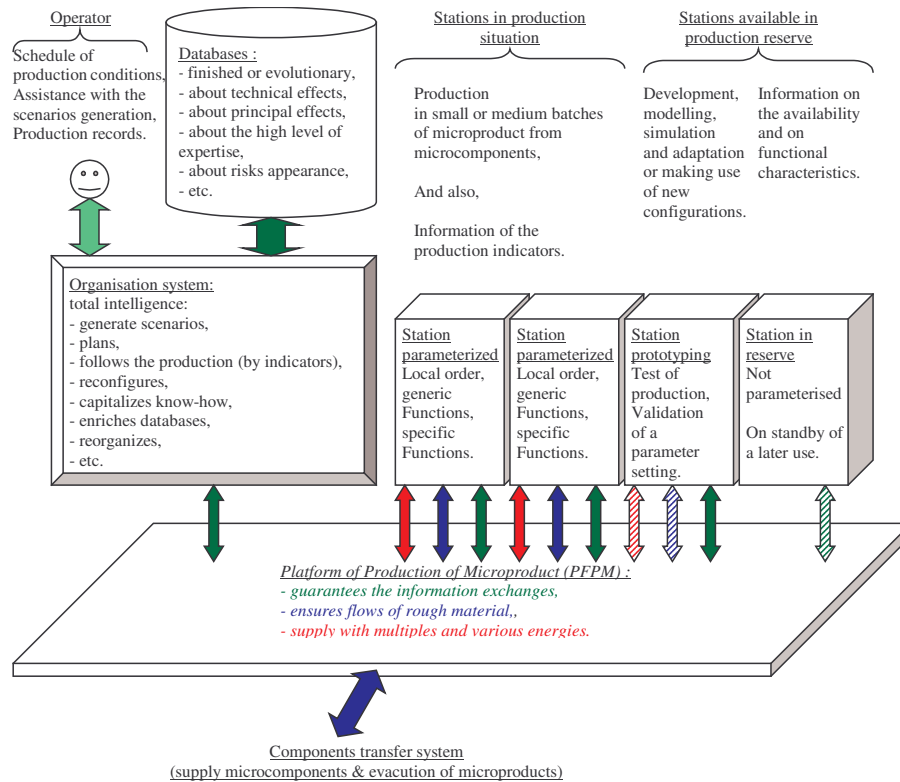 Operator
Schedule of
production conditions,
Assistance with the
scenarios generation,
Production records.
Databases :
- finished or evolutionary,
- about technical effects,
- about principal effects,
- about the high level of
expertise,
- about risks appearance,
- etc.
Stations in production
situation
Production
in small or medium batches
of microproduct from
microcomponents,
And also,
Information of the
production indicators.
Stations available in
production reserve
Development,
modelling,
simulation
and adaptation
or making use
of new
configurations.
Information on
the availability
and on
functional
characteristics.
Organisation system:
total intelligence:
- generate scenarios,
- plans,
- follows the production (by indicators),
- reconfigures,
- capitalizes know-how,
- enriches databases,
- reorganizes,
- etc.
Station
parameterized
Local order,
generic
Functions,
specific
Functions.
Station
parameterized
Local order,
generic
Functions,
specific
Functions.
Station
prototyping
Test of
production,
Validation
of a
parameter
setting.
Station in
reserve
Not
parameterised
On standby of
a later use.
Platform of Production of Microproduct (PFPM) :
- guarantees the information exchanges,
- ensures flows of rough material,,
- supply with multiples and various energies.
Components transfer system
(supply microcomponents & evacution of microproducts)